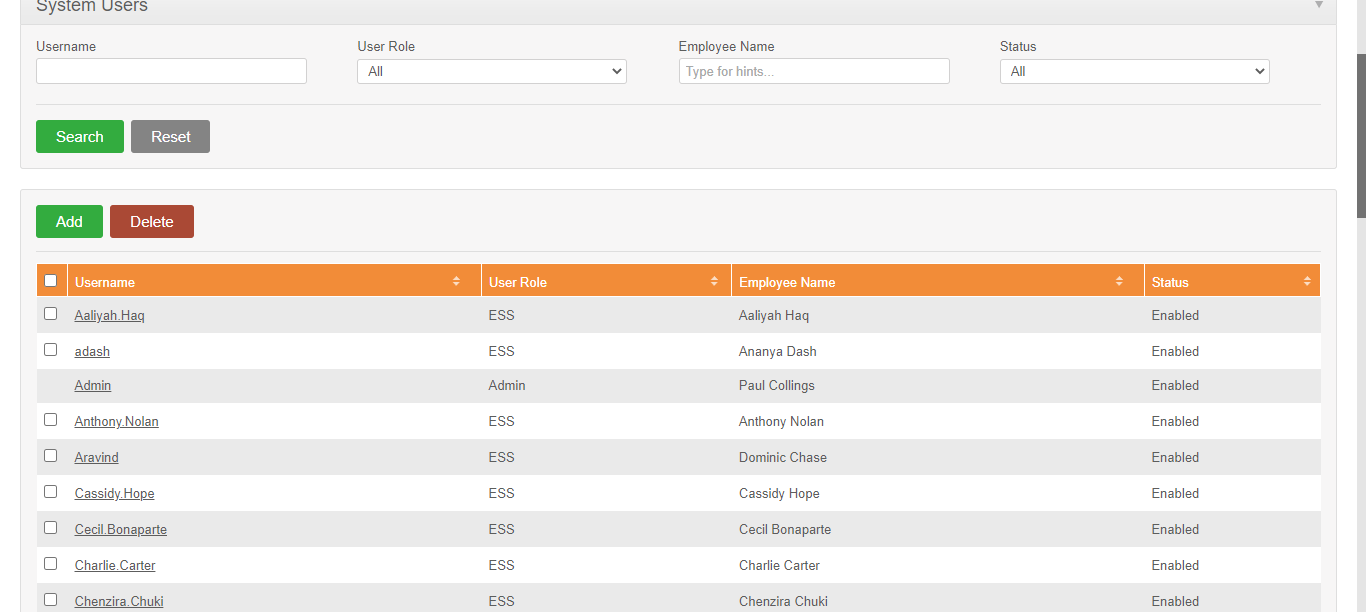 System Users
Username User Role Employee Name Status
All Type for hints... All
Search Reset
Add Delete
Username User Role Employee Name Status
Aaliyah.Haq ESS Aaliyah Haq Enabled
adash ESS Ananya Dash Enabled
Admin Admin Paul Collings Enabled
Anthony.Nolan ESS Anthony Nolan Enabled
Aravind ESS Dominic Chase Enabled
Cassidy.Hope ESS Cassidy Hope Enabled
Cecil.Bonaparte ESS Cecil Bonaparte Enabled
Charlie.Carter ESS Charlie Carter Enabled
Chenzira.Chuki ESS Chenzira Chuki Enabled